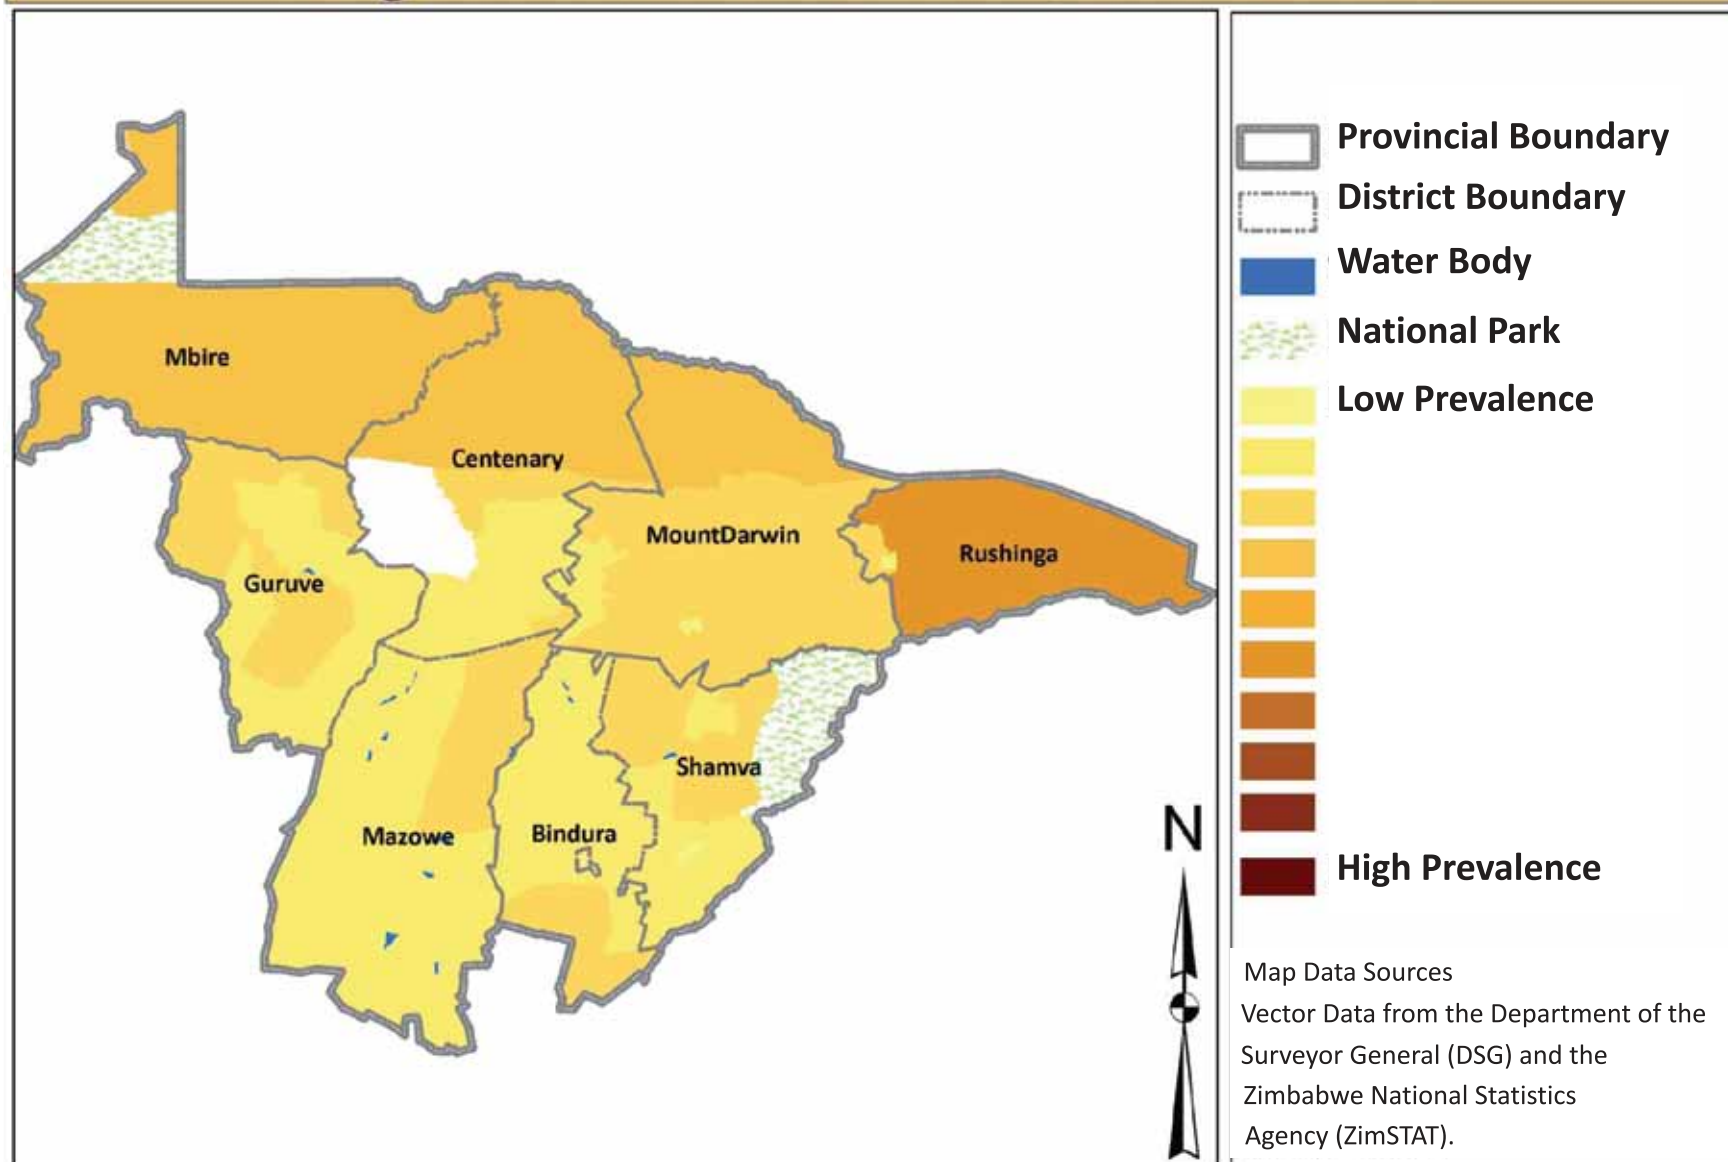 Provincial Boundary
District Boundary
Water Body
National Park
Low Prevalence
High Prevalence
Mbire
Centenary
MountDarwin
Rushinga
Guruve
Shamva
Mazowe
Bindura
N
Map Data Sources
Vector Data from the Department of the
Surveyor General (DSG) and the
Zimbabwe National Statistics
Agency (ZimSTAT).